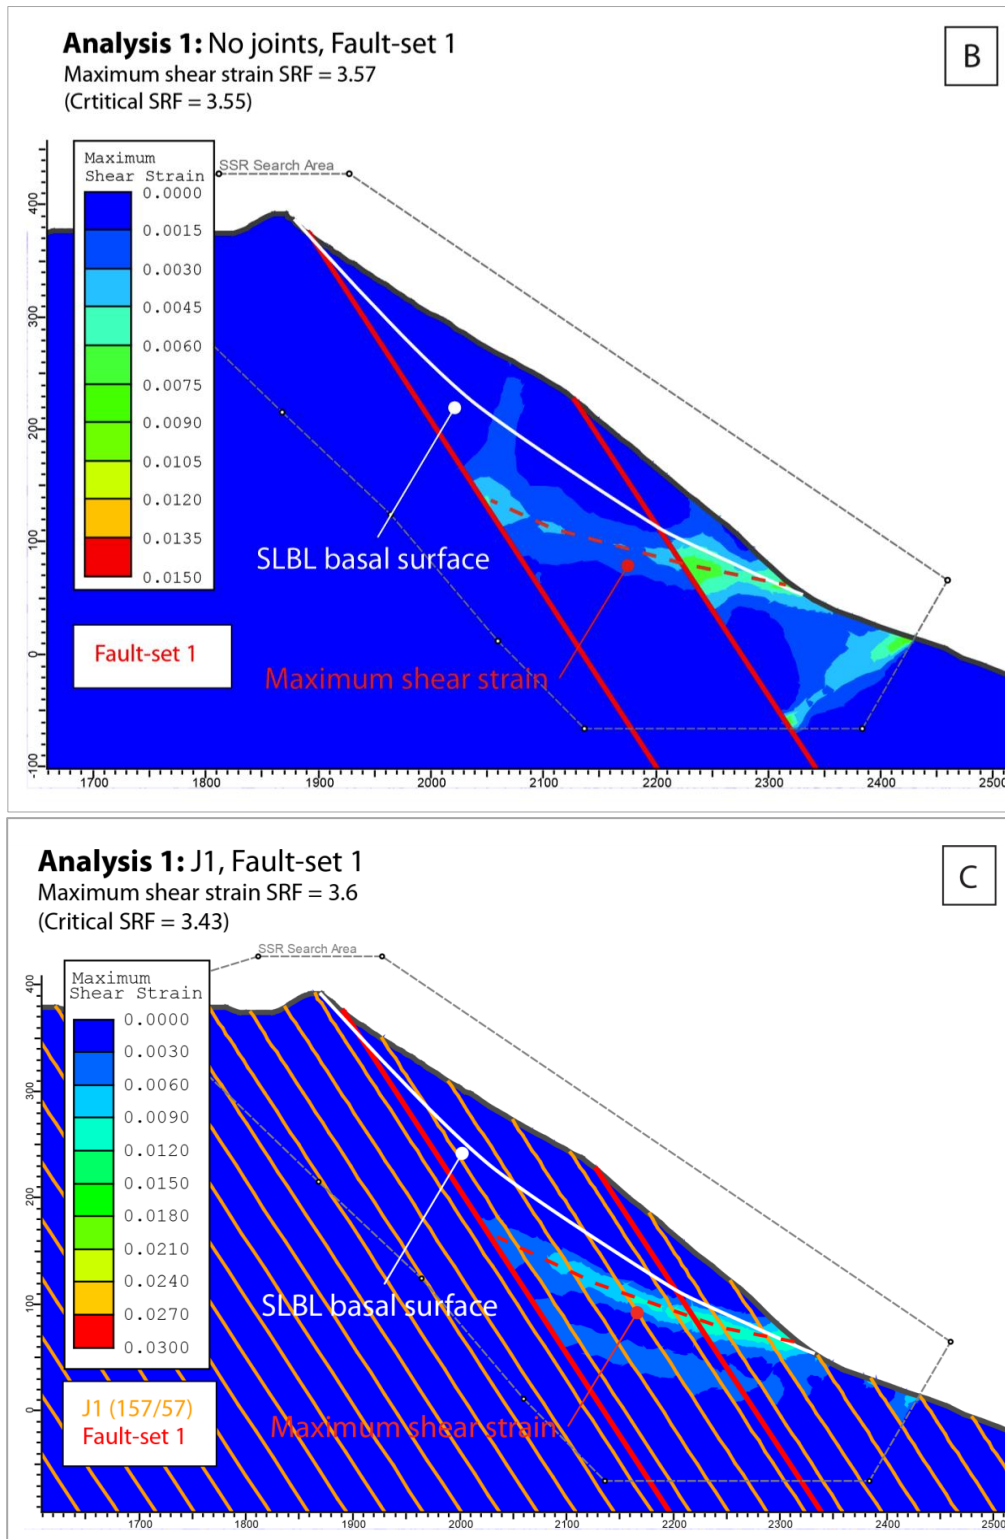 Analysis 1: No joints, Fault-set 1
Maximum shear strain SRF = 3.57
(Crtitical SRF = 3.55)
B
SSR Search Area
Maximum
Shear Strain
0.0000
0.0015
0.0030
0.0045
0.0060
0.0075
0.0090
0.0105
0.0120
0.0135
0.0150
400
300
200
100
0
-100
SLBL basal surface
Fault-set 1
Maximum shear strain
1700 1800 1900 2000 2100 2200 2300 2400 2500
Analysis 1: J1, Fault-set 1
Maximum shear strain SRF = 3.6
(Critical SRF = 3.43)
C
SSR Search Area
Maximum
Shear Strain
0.0000
0.0030
0.0060
0.0090
0.0120
0.0150
0.0180
0.0210
0.0240
0.0270
0.0300
400
300
200
100
0
SLBL basal surface
J1 (157/57)
Fault-set 1
Maximum shear strain
1700 1800 1900 2000 2100 2200 2300 2400 2500